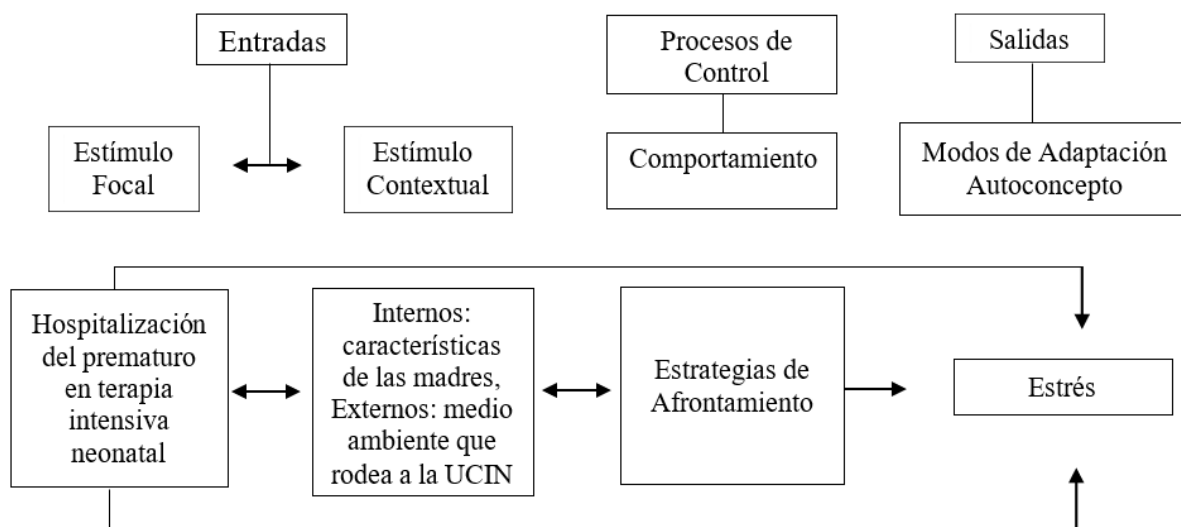 Entradas
Procesos de
Control
Salidas
Estímulo
Focal
Estímulo
Contextual
Comportamiento
Modos de Adaptación
Autoconcepto
Hospitalización
del prematuro
en terapia
intensiva
neonatal
Internos:
características
de las madres,
Externos: medio
ambiente que
rodea a la UCIN
Estrategias de
Afrontamiento
Estrés